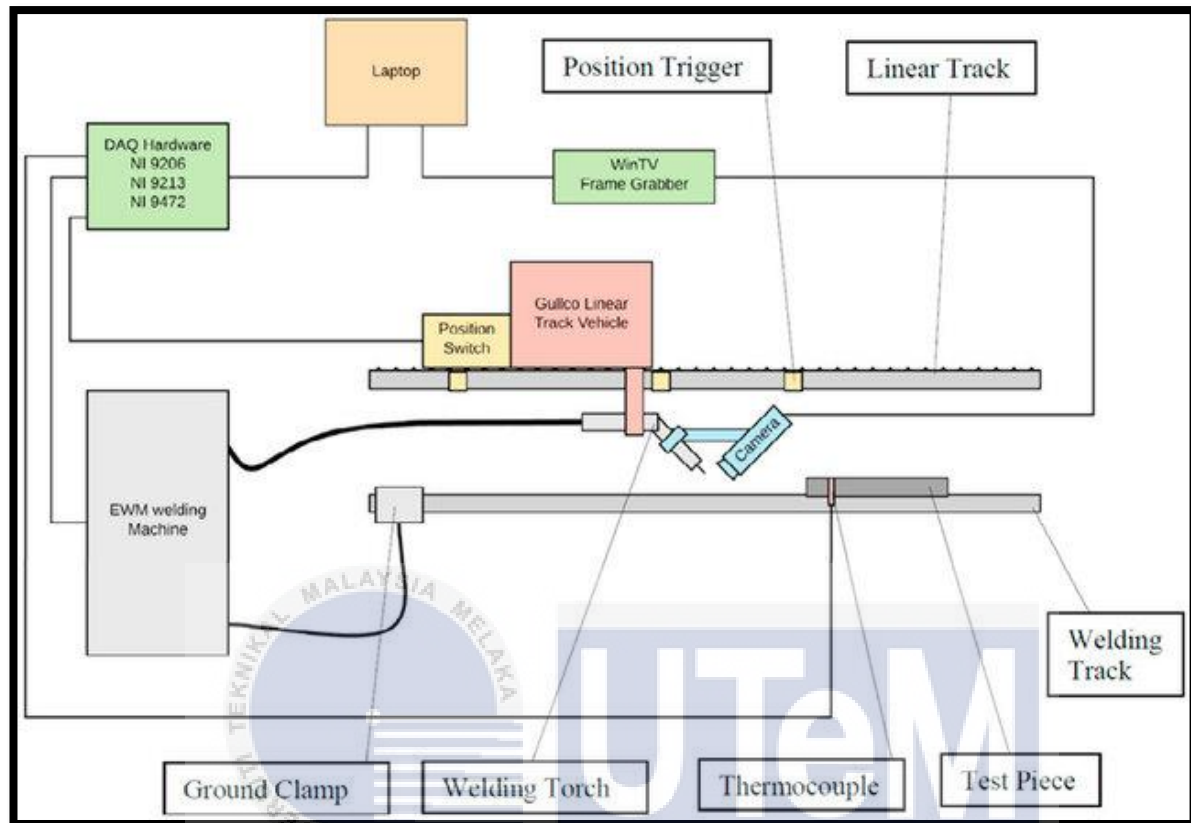 Laptop
Position Trigger
Linear Track
DAQ Hardware
NI 9206
NI 9213
NI 9472
WinTV
Frame Grabber
Gullco Linear
Track Vehicle
Position
Switch
Camera
EWM welding
Machine
Welding
Track
Ground Clamp
Welding Torch
Thermocouple
Test Piece
TEKNIKAL MALAYSIA MELAKA
UTeM